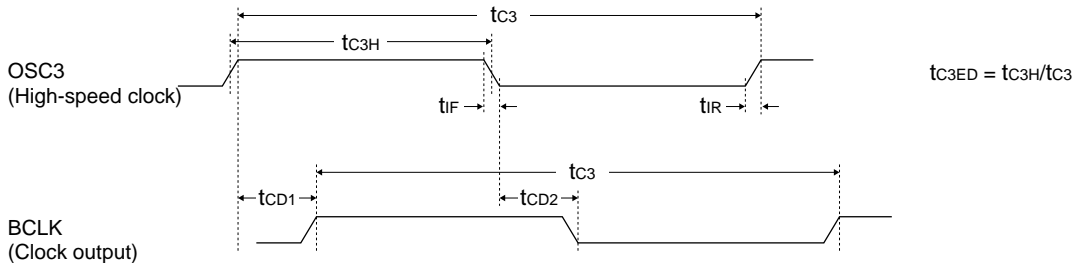 tC3
tC3H
OSC3
(High-speed clock)
tC3ED = tC3H/tC3
tIF
tIR
tC3
tCD1
tCD2
BCLK
(Clock output)